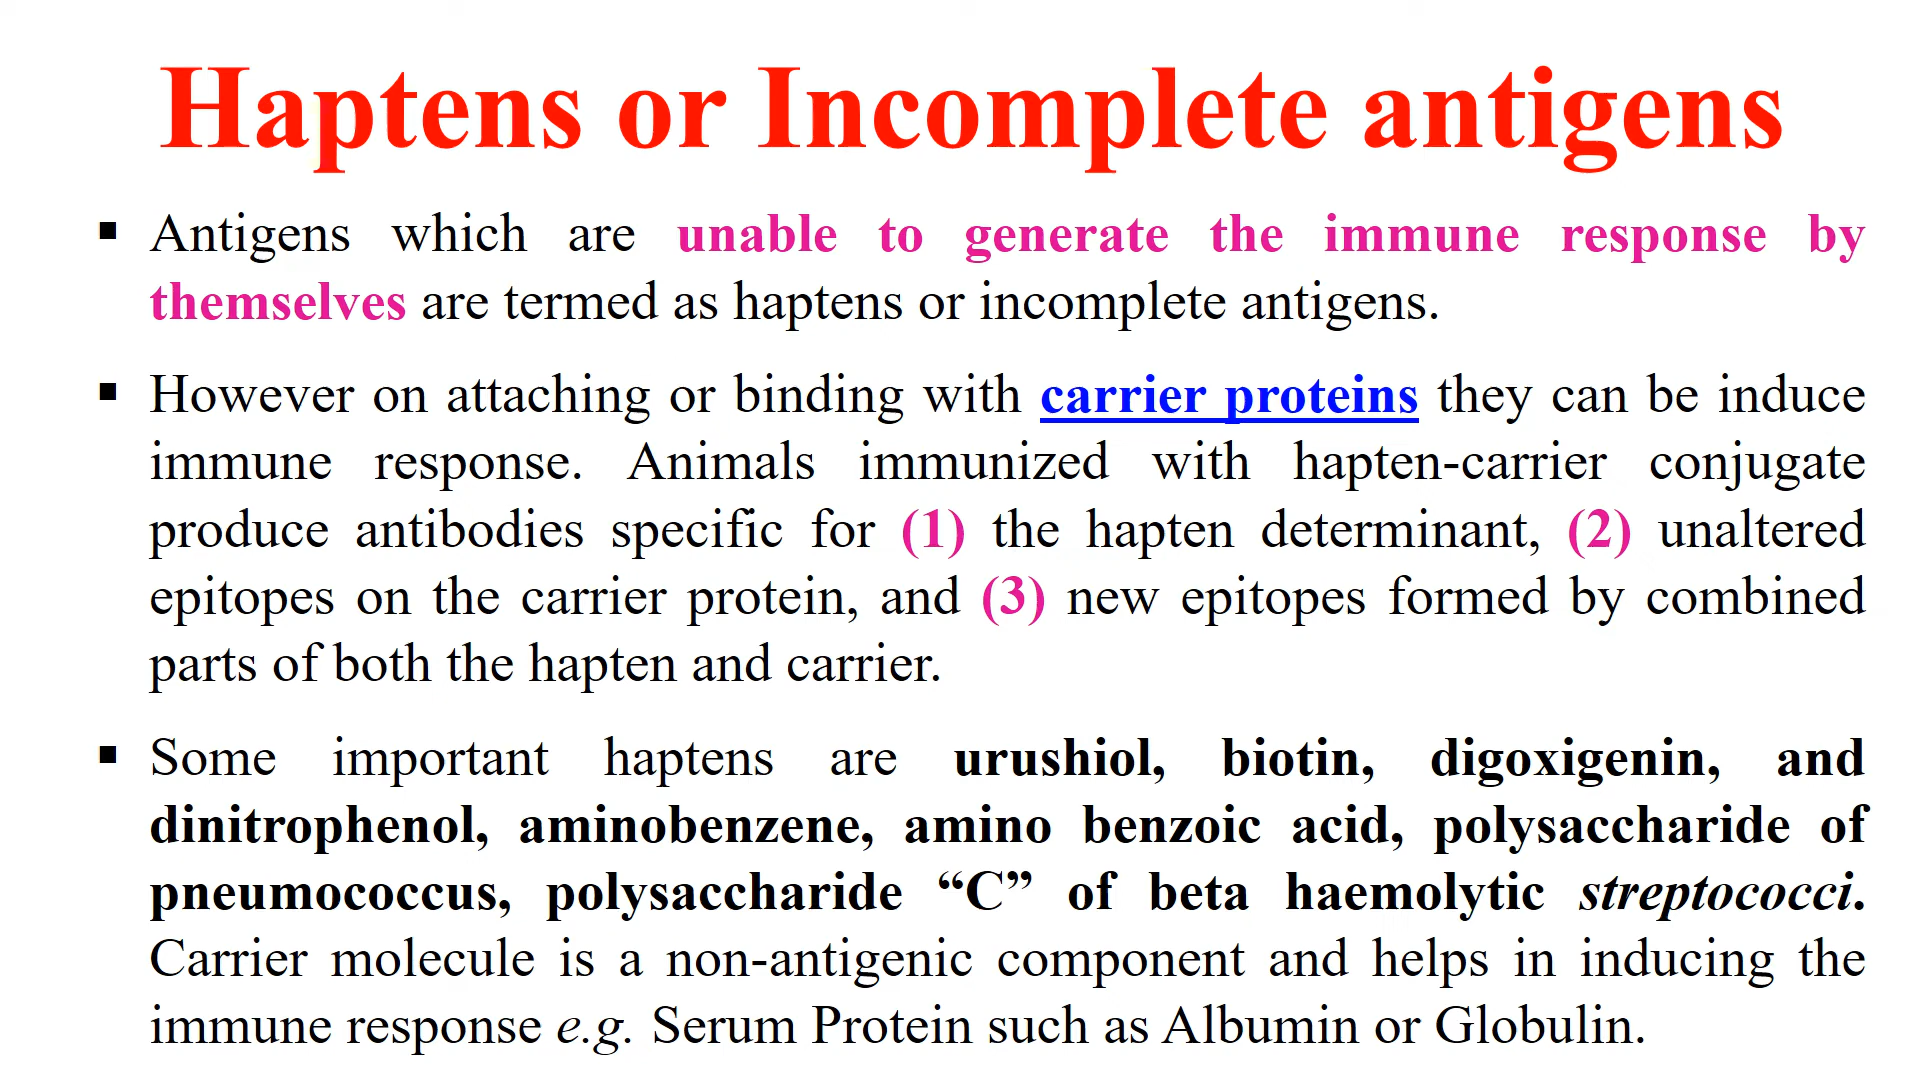 Haptens or Incomplete antigens
▪ Antigens which are unable to generate the immune response by
themselves are termed as haptens or incomplete antigens.
▪ However on attaching or binding with carrier proteins they can be induce
immune response. Animals immunized with hapten-carrier conjugate
produce antibodies specific for (1) the hapten determinant, (2) unaltered
epitopes on the carrier protein, and (3) new epitopes formed by combined
parts of both the hapten and carrier.
▪ Some important haptens are urushiol, biotin, digoxigenin, and
dinitrophenol, aminobenzene, amino benzoic acid, polysaccharide of
pneumococcus, polysaccharide “C” of beta haemolytic streptococci.
Carrier molecule is a non-antigenic component and helps in inducing the
immune response e.g. Serum Protein such as Albumin or Globulin.